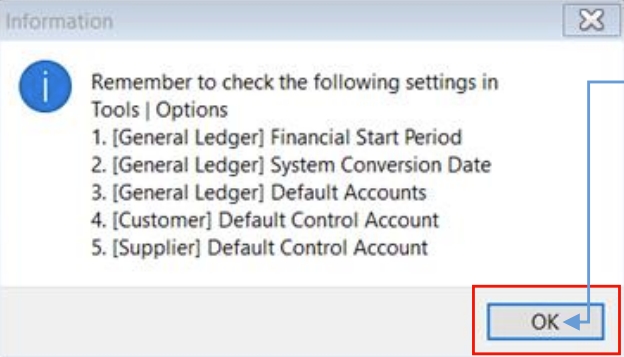 Information
Remember to check the following settings in
Tools | Options
1. [General Ledger] Financial Start Period
2. [General Ledger] System Conversion Date
3. [General Ledger] Default Accounts
4. [Customer] Default Control Account
5. [Supplier] Default Control Account
OK